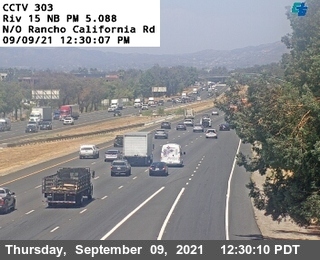 CCTV 303
Riv 15 NB PM 5.088
N/O Rancho California Rd
09/09/21 12:30:07 PM
Thursday, September 09, 2021 12:30:10 PDT